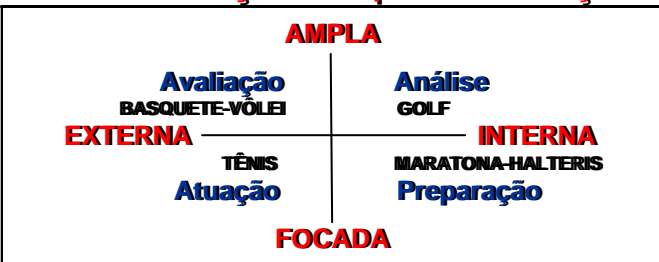 AMPLA
Avaliação Análise
BASQUETE-VÔLEI GOLF
EXTERNA INTERNA
TÊNIS MARATONA-HALTERIS
Atuação Preparação
FOCADA